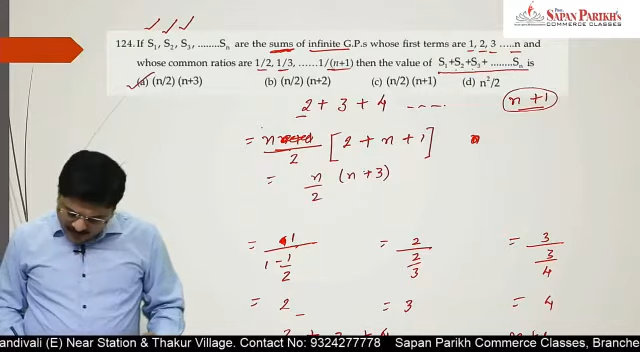 Prof. SAPAN PARIKH'S
COMMERCE CLASSES
124. If S₁, S₂, S₃, ........Sₙ are the sums of infinite G.P.s whose first terms are 1, 2, 3 .....n and
whose common ratios are 1/2, 1/3, ......1/(n+1) then the value of S₁+S₂+S₃+ ........Sₙ is
(a) (n/2) (n+3) (b) (n/2) (n+2) (c) (n/2) (n+1) (d) n²/2
2 + 3 + 4 .... n+1
= n/2 [2 + n + 1]
= n/2 (n+3)
= 1/(1 - 1/2) = 2/(2/3) = 3/(3/4)
= 2 = 3 = 4
andivali (E) Near Station & Thakur Village. Contact No: 9324277778 Sapan Parikh Commerce Classes, Branche